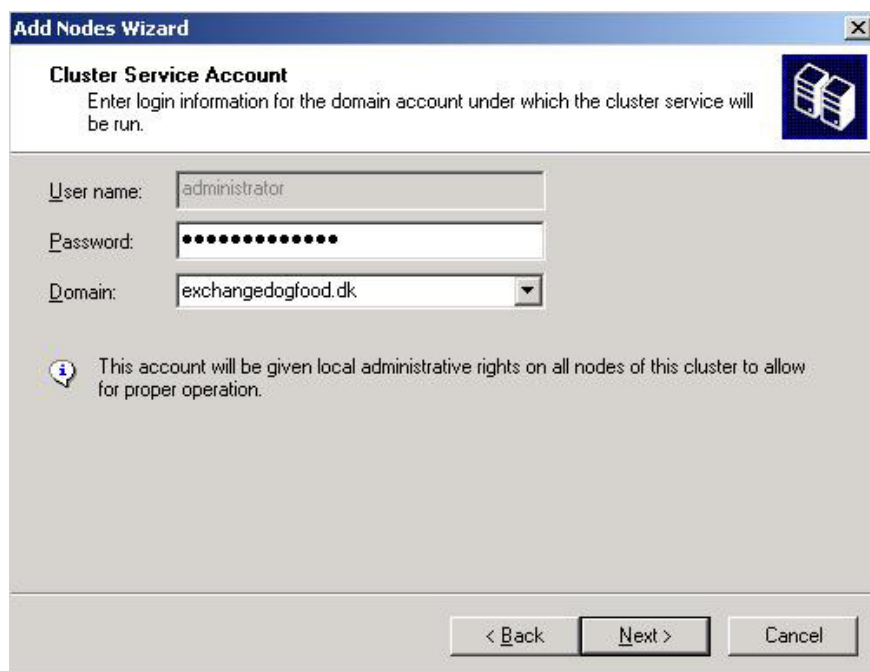 Add Nodes Wizard
Cluster Service Account
Enter login information for the domain account under which the cluster service will
be run.
User name: administrator
Password: •••••••••••••
Domain: exchangedogfood.dk
This account will be given local administrative rights on all nodes of this cluster to allow
for proper operation.
< Back Next > Cancel